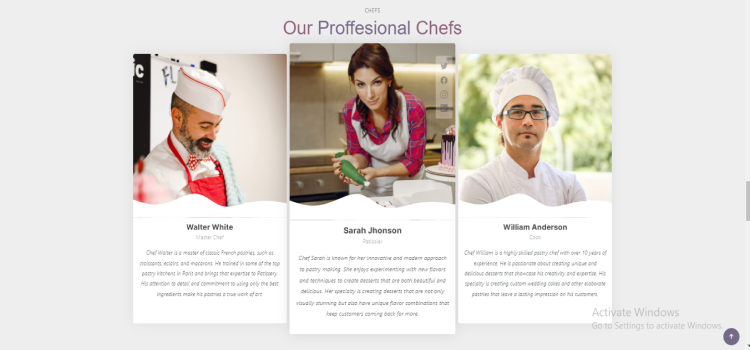 CHEFS
Our Proffesional Chefs
Walter White
Master Chef
Chef Walter is a master of classic French pastries, such as
croissants, eclairs, and macarons. He trained in some of the top
pastry kitchens in Paris and brings that expertise to Patissery.
His attention to detail and commitment to using only the best
ingredients make his pastries a true work of art.
Sarah Jhonson
Patissier
Chef Sarah is known for her innovative and modern approach
to pastry making. She enjoys experimenting with new flavors
and techniques to create desserts that are both beautiful and
delicious. Her specialty is creating desserts that are not only
visually stunning but also have unique flavor combinations that
keep customers coming back for more.
William Anderson
Cook
Chef William is a highly skilled pastry chef with over 10 years of
experience. He is passionate about creating unique and
delicious desserts that showcase his creativity and expertise. His
specialty is creating custom wedding cakes and other elaborate
pastries that leave a lasting impression on his customers.
Activate Windows
Go to Settings to activate Windows.